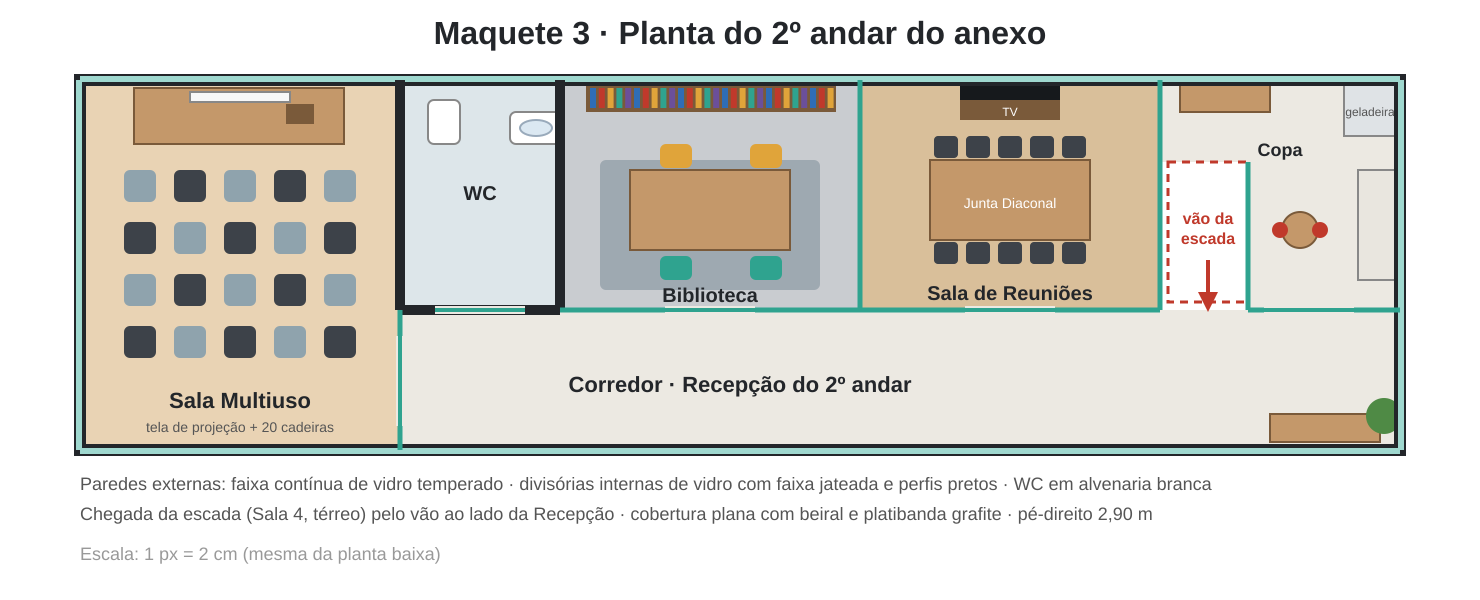 Maquete 3 · Planta do 2º andar do anexo
TV
geladeira
Copa
WC
Junta Diaconal
vão da
escada
Biblioteca
Sala de Reuniões
Corredor · Recepção do 2º andar
Sala Multiuso
tela de projeção + 20 cadeiras
Paredes externas: faixa contínua de vidro temperado · divisórias internas de vidro com faixa jateada e perfis pretos · WC em alvenaria branca
Chegada da escada (Sala 4, térreo) pelo vão ao lado da Recepção · cobertura plana com beiral e platibanda grafite · pé-direito 2,90 m
Escala: 1 px = 2 cm (mesma da planta baixa)